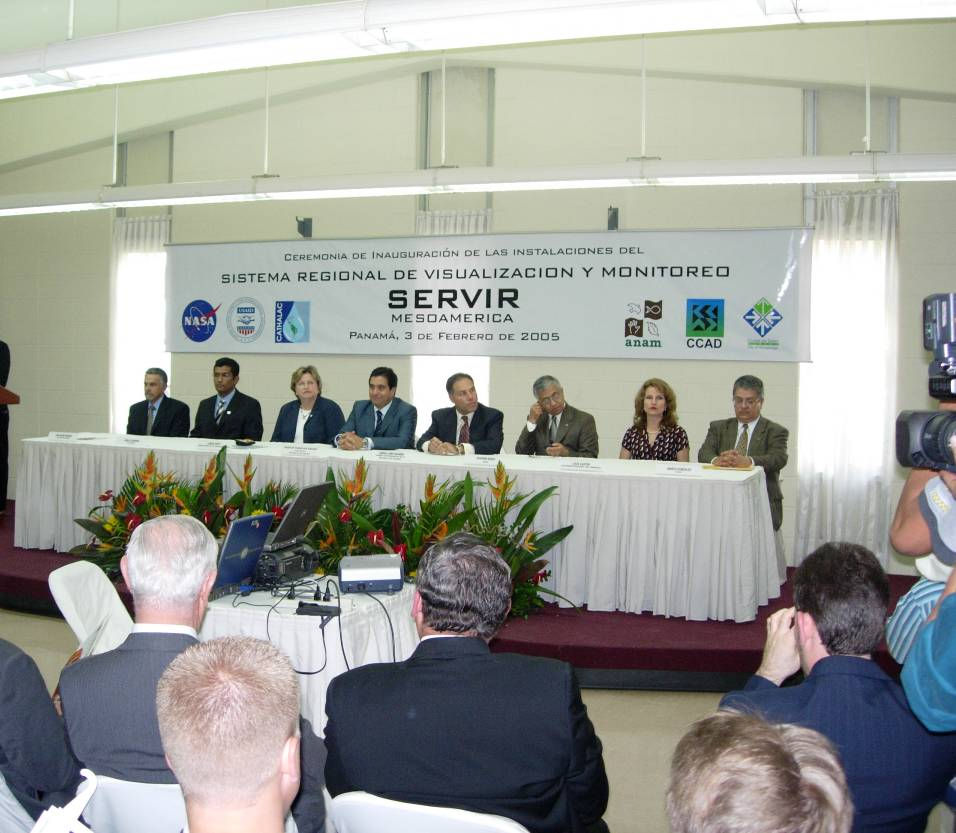 CEREMONIA DE INAUGURACIÓN DE LAS INSTALACIONES DEL
SISTEMA REGIONAL DE VISUALIZACION Y MONITOREO
SERVIR
MESOAMERICA
PANAMÁ, 3 DE FEBRERO DE 2005
NASA
USAID
CATHALAC
anam
CCAD